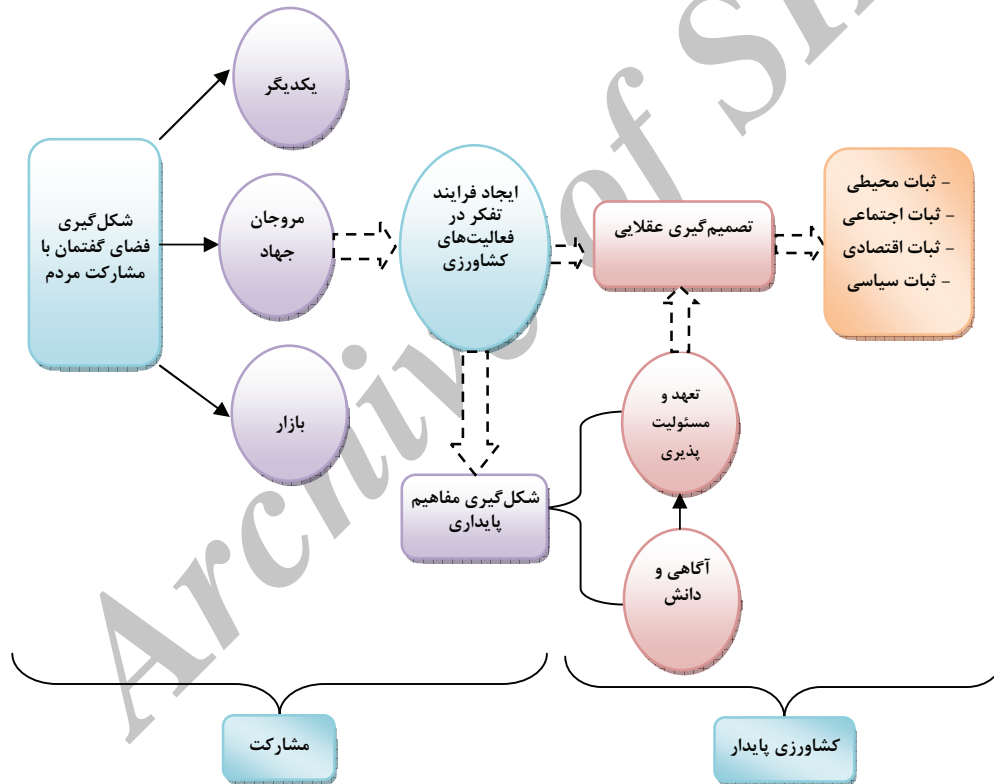 یکدیگر
شکل‌گیری
فضای گفتمان با
مشارکت مردم
مروجان
جهاد
بازار
ایجاد فرایند
تفکر در
فعالیت‌های
کشاورزی
شکل‌گیری مفاهیم
پایداری
تصمیم‌گیری عقلایی
تعهد و
مسئولیت
پذیری
آگاهی و
دانش
- ثبات محیطی
- ثبات اجتماعی
- ثبات اقتصادی
- ثبات سیاسی
مشارکت
کشاورزی پایدار
Archive of